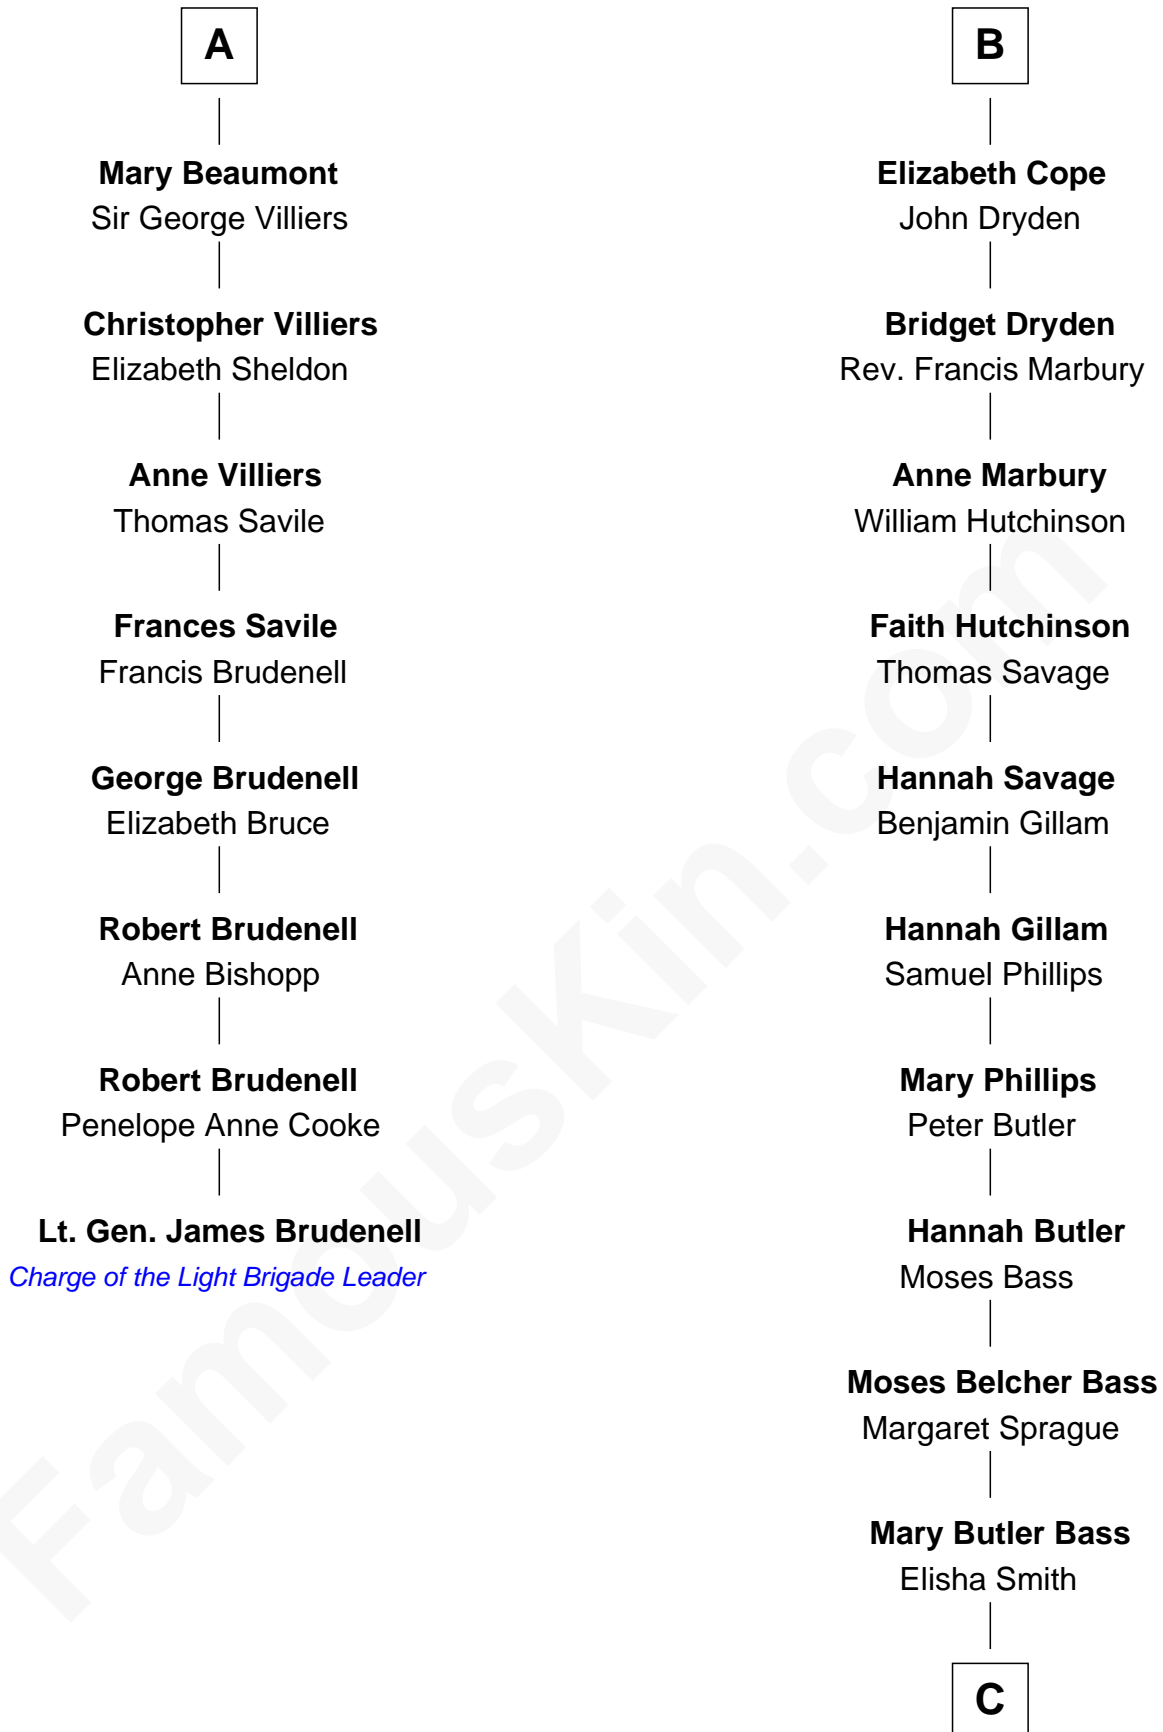 A
Mary Beaumont
Sir George Villiers
Christopher Villiers
Elizabeth Sheldon
Anne Villiers
Thomas Savile
Frances Savile
Francis Brudenell
George Brudenell
Elizabeth Bruce
Robert Brudenell
Anne Bishopp
Robert Brudenell
Penelope Anne Cooke
Lt. Gen. James Brudenell
Charge of the Light Brigade Leader
B
Elizabeth Cope
John Dryden
Bridget Dryden
Rev. Francis Marbury
Anne Marbury
William Hutchinson
Faith Hutchinson
Thomas Savage
Hannah Savage
Benjamin Gillam
Hannah Gillam
Samuel Phillips
Mary Phillips
Peter Butler
Hannah Butler
Moses Bass
Moses Belcher Bass
Margaret Sprague
Mary Butler Bass
Elisha Smith
C
FamousKin.com